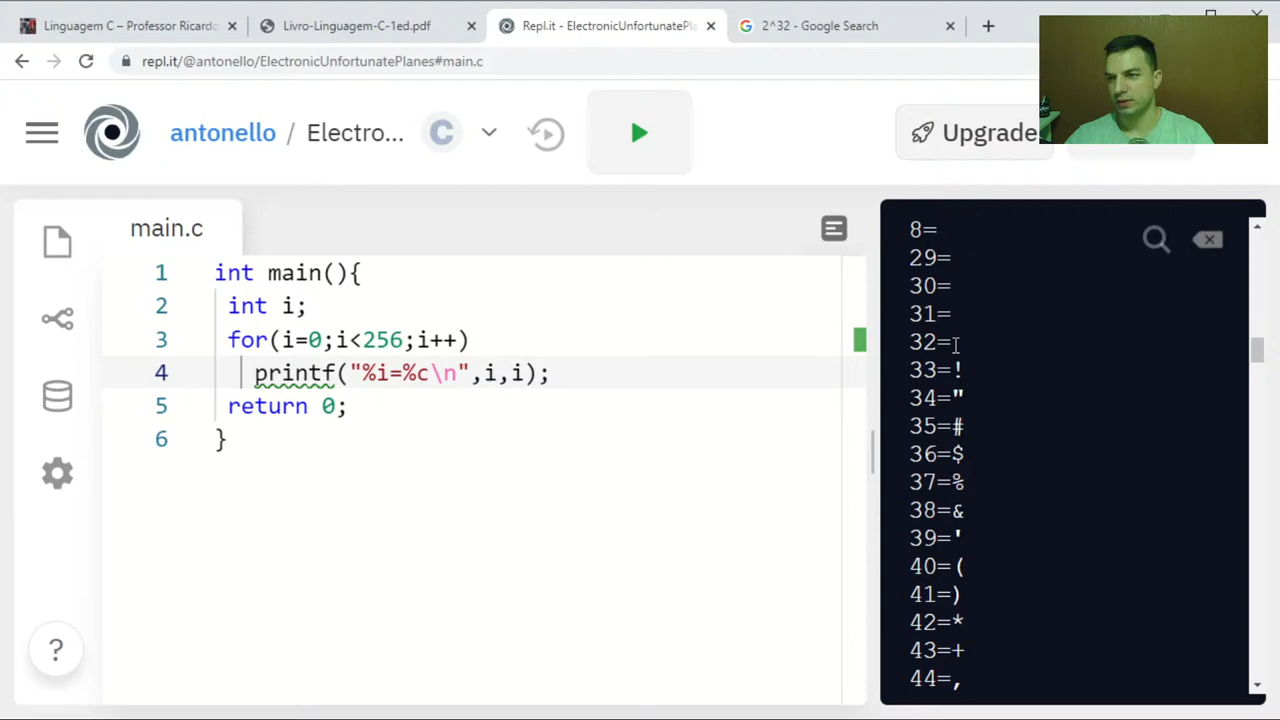 Linguagem C – Professor Ricardo
Livro-Linguagem-C-1ed.pdf
Repl.it - ElectronicUnfortunatePla
2^32 - Google Search
repl.it/@antonello/ElectronicUnfortunatePlanes#main.c
antonello / Electro... C
Upgrade
main.c
1 int main(){
2 int i;
3 for(i=0;i<256;i++)
4 printf("%i=%c\n",i,i);
5 return 0;
6 }
?
8=
29=
30=
31=
32=
33=!
34="
35=#
36=$
37=%
38=&
39='
40=(
41=)
42=*
43=+
44=,